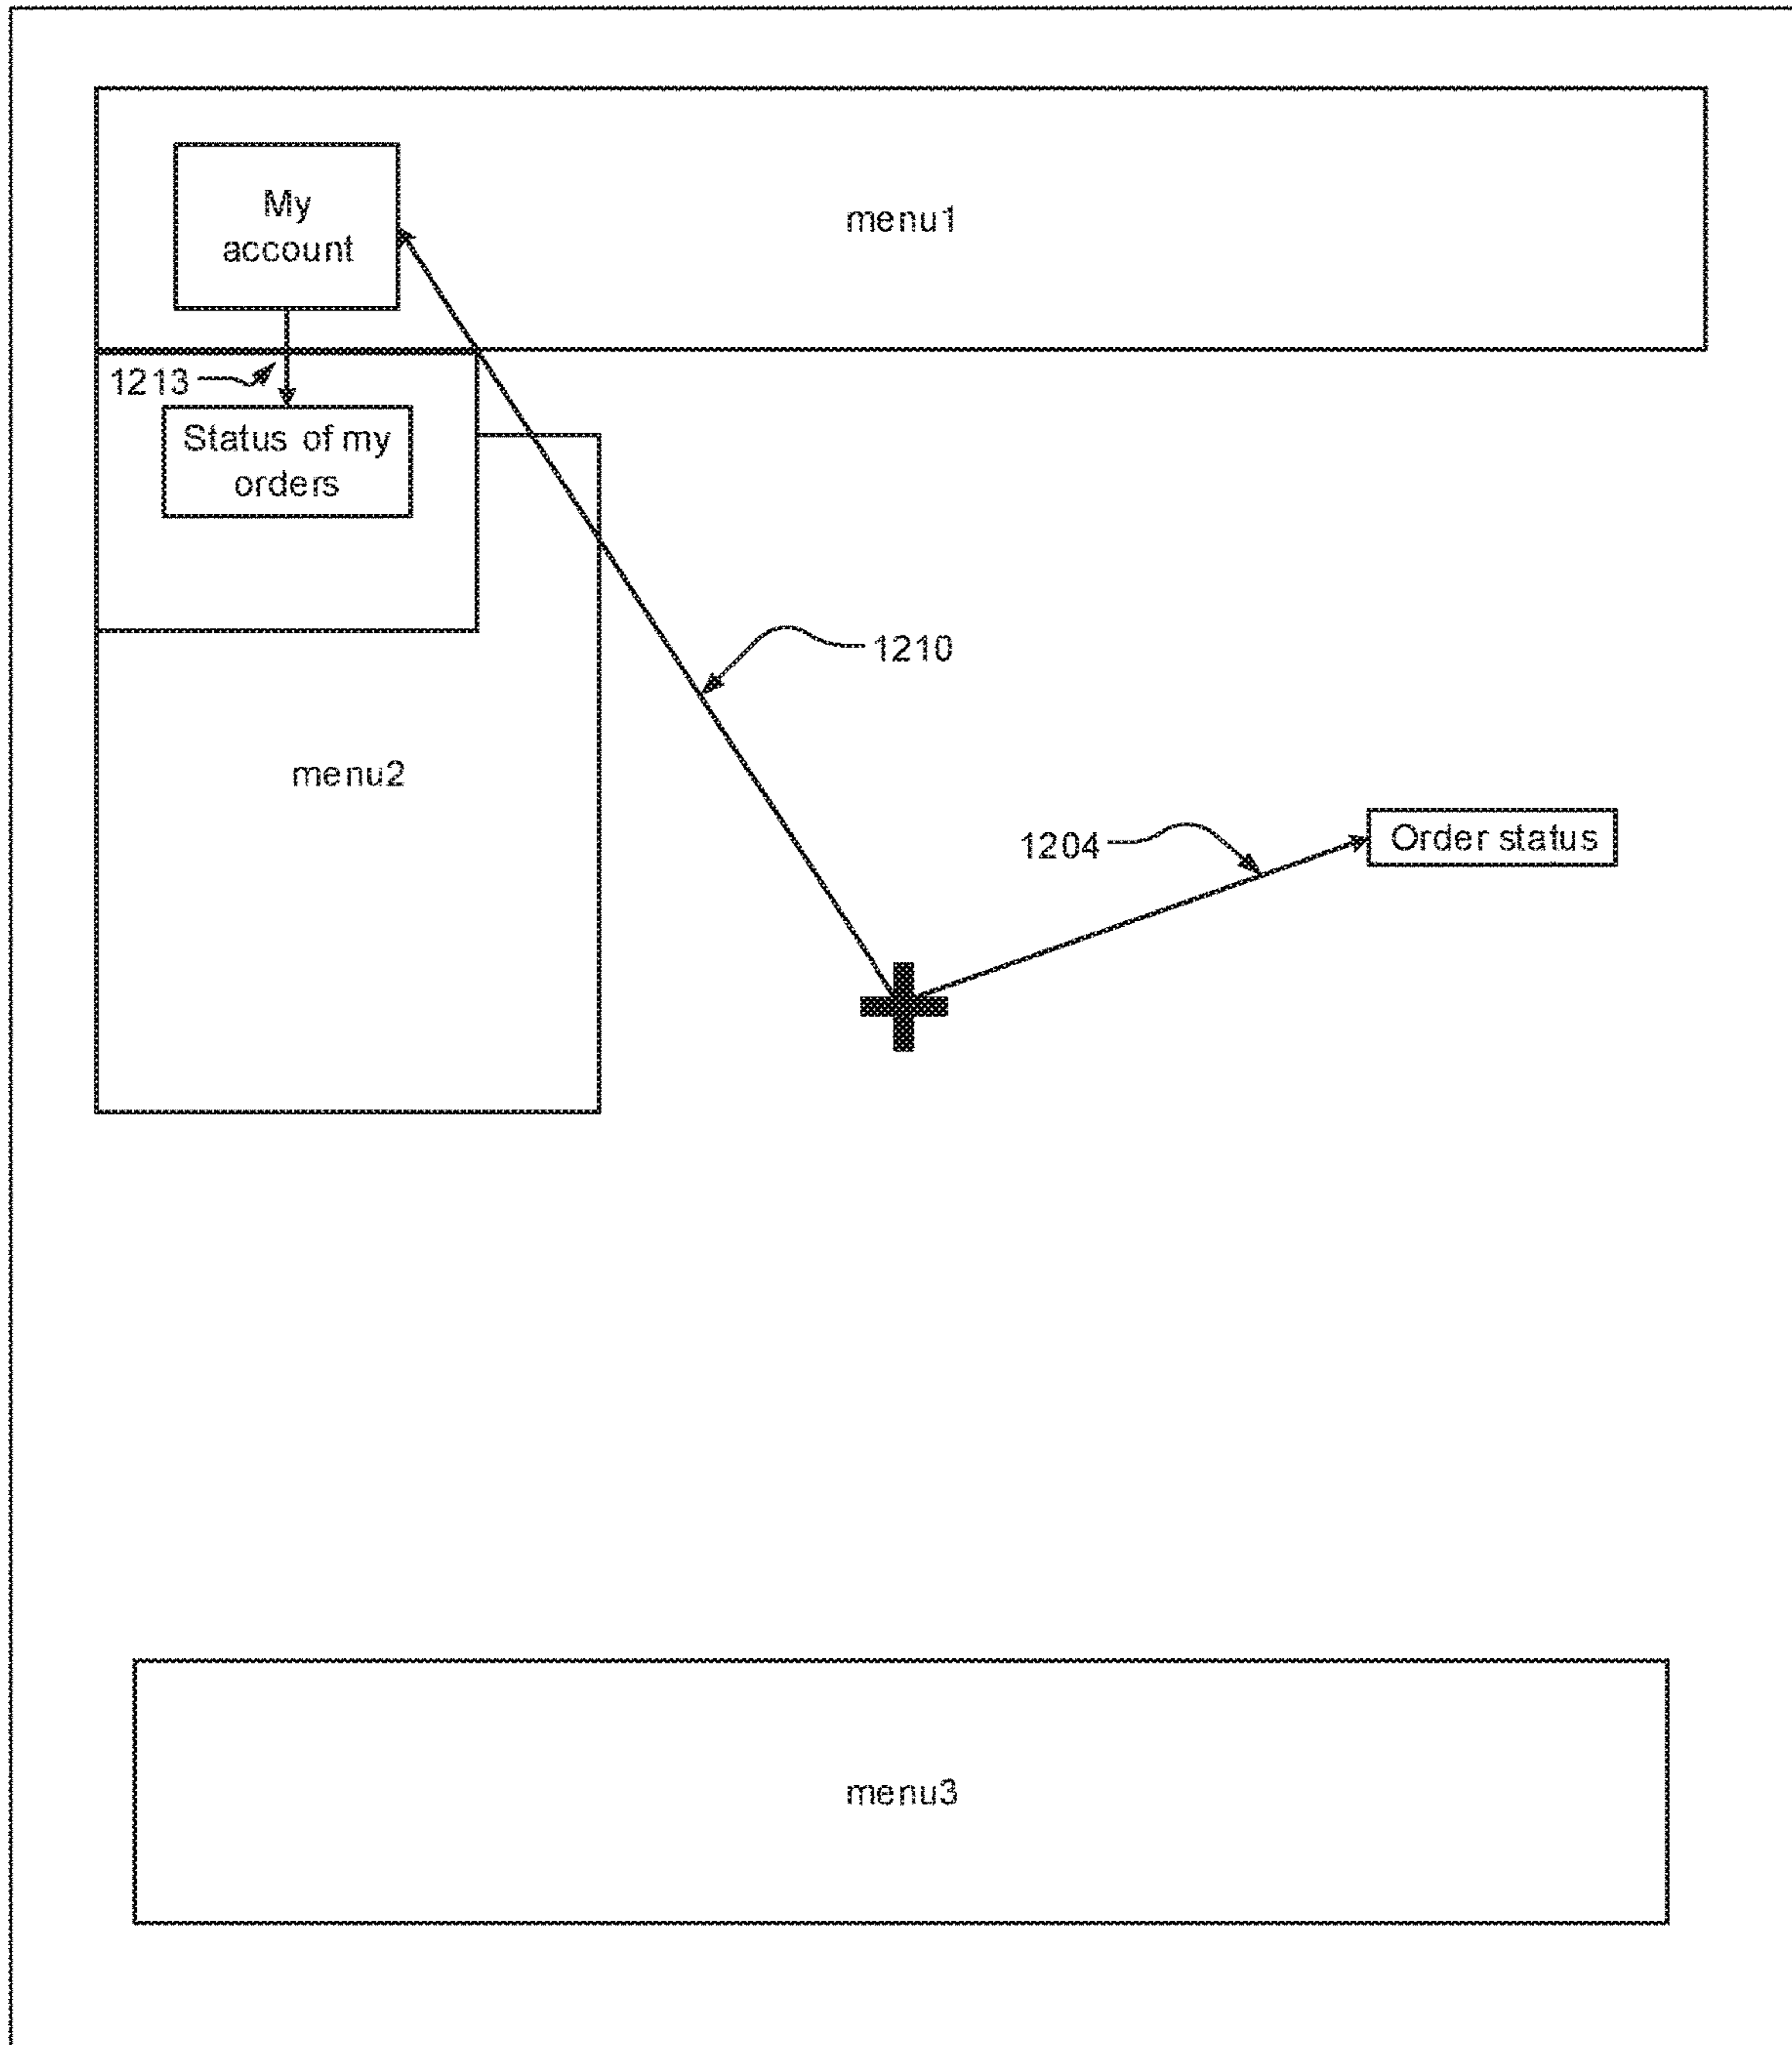 My
account
menu1
1213
Status of my
orders
1210
menu2
1204
Order status
menu3